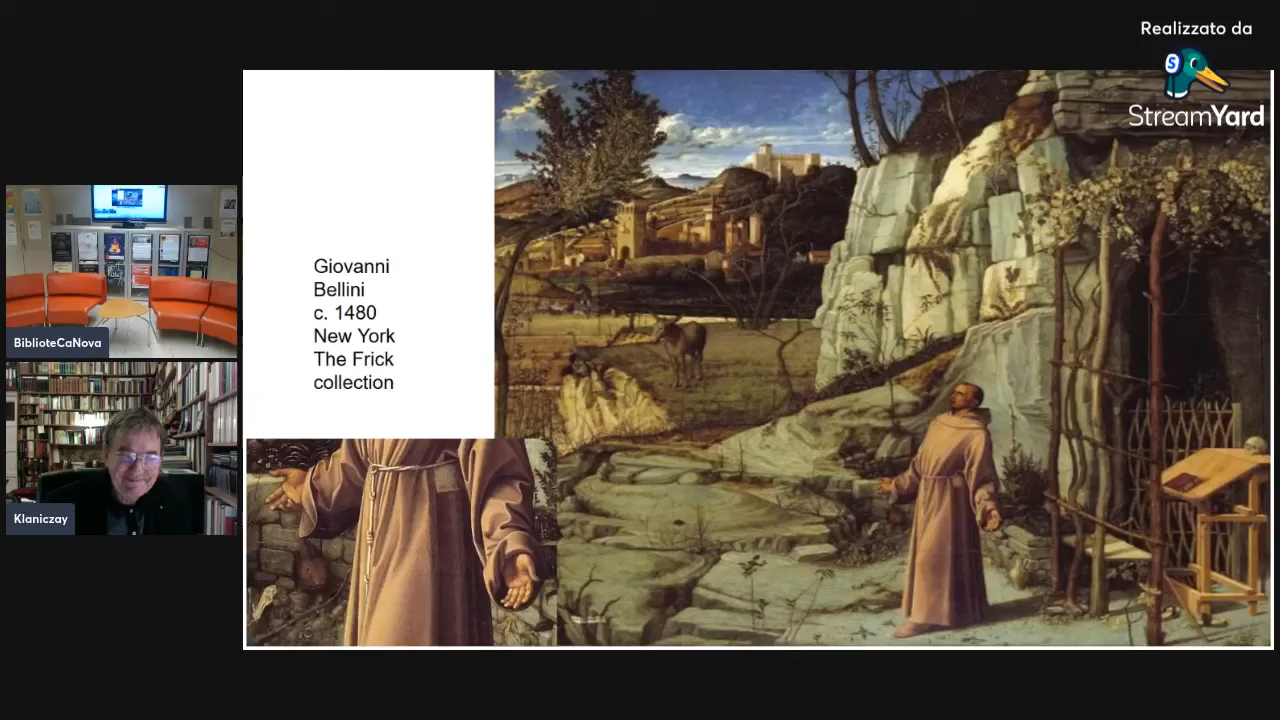 Realizzato da
StreamYard
Giovanni
Bellini
c. 1480
New York
The Frick
collection
BiblioteCaNova
Klaniczay